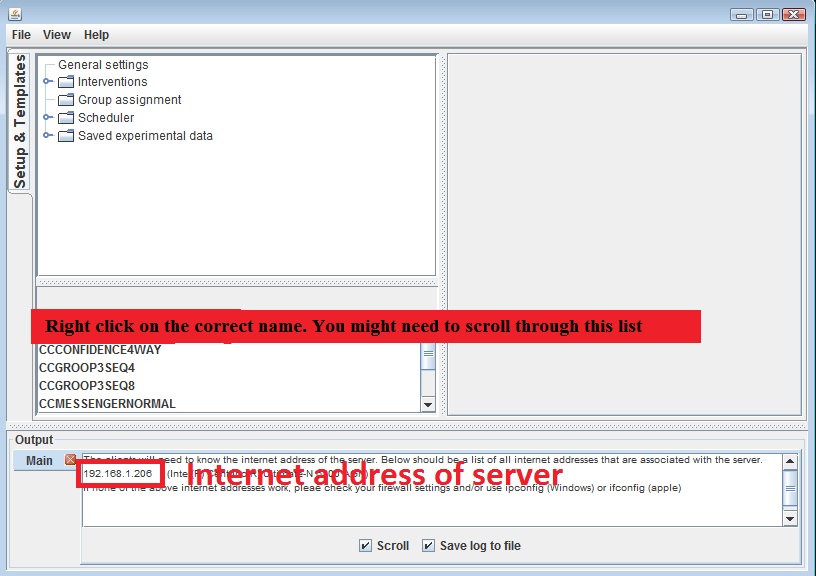 File View Help
Setup & Templates
General settings
Interventions
Group assignment
Scheduler
Saved experimental data
Right click on the correct name. You might need to scroll through this list
CCCONFIDENCE4WAY
CCGROOP3SEQ4
CCGROOP3SEQ8
CCMESSENGERNORMAL
Output
Main
The clients will need to know the internet address of the server. Below should be a list of all internet addresses that are associated with the server.
192.168.1.206 (Intel(R)
Internet address of server
If none of the above internet addresses work, pleae check your firewall settings and/or use ipconfig (Windows) or ifconfig (apple)
Scroll Save log to file